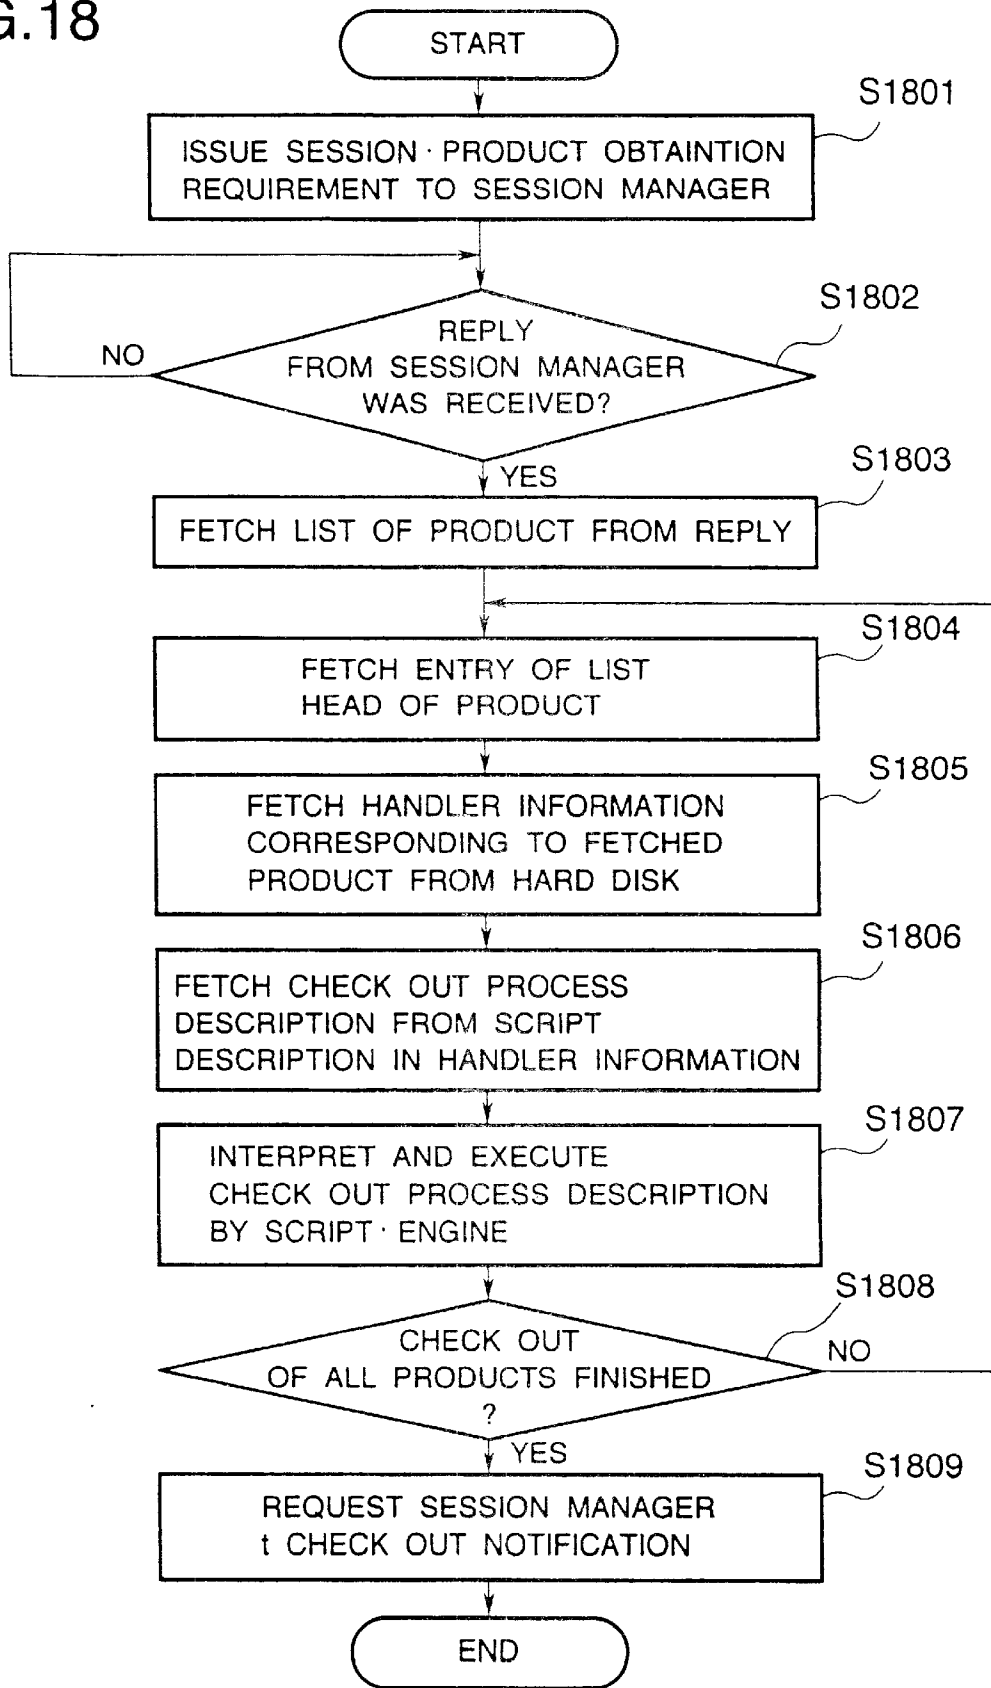 G.18
START
S1801
ISSUE SESSION · PRODUCT OBTAINTION
REQUIREMENT TO SESSION MANAGER
S1802
REPLY
FROM SESSION MANAGER
WAS RECEIVED?
NO
YES
S1803
FETCH LIST OF PRODUCT FROM REPLY
S1804
FETCH ENTRY OF LIST
HEAD OF PRODUCT
S1805
FETCH HANDLER INFORMATION
CORRESPONDING TO FETCHED
PRODUCT FROM HARD DISK
S1806
FETCH CHECK OUT PROCESS
DESCRIPTION FROM SCRIPT
DESCRIPTION IN HANDLER INFORMATION
S1807
INTERPRET AND EXECUTE
CHECK OUT PROCESS DESCRIPTION
BY SCRIPT · ENGINE
S1808
CHECK OUT
OF ALL PRODUCTS FINISHED
?
NO
YES
S1809
REQUEST SESSION MANAGER
t CHECK OUT NOTIFICATION
END